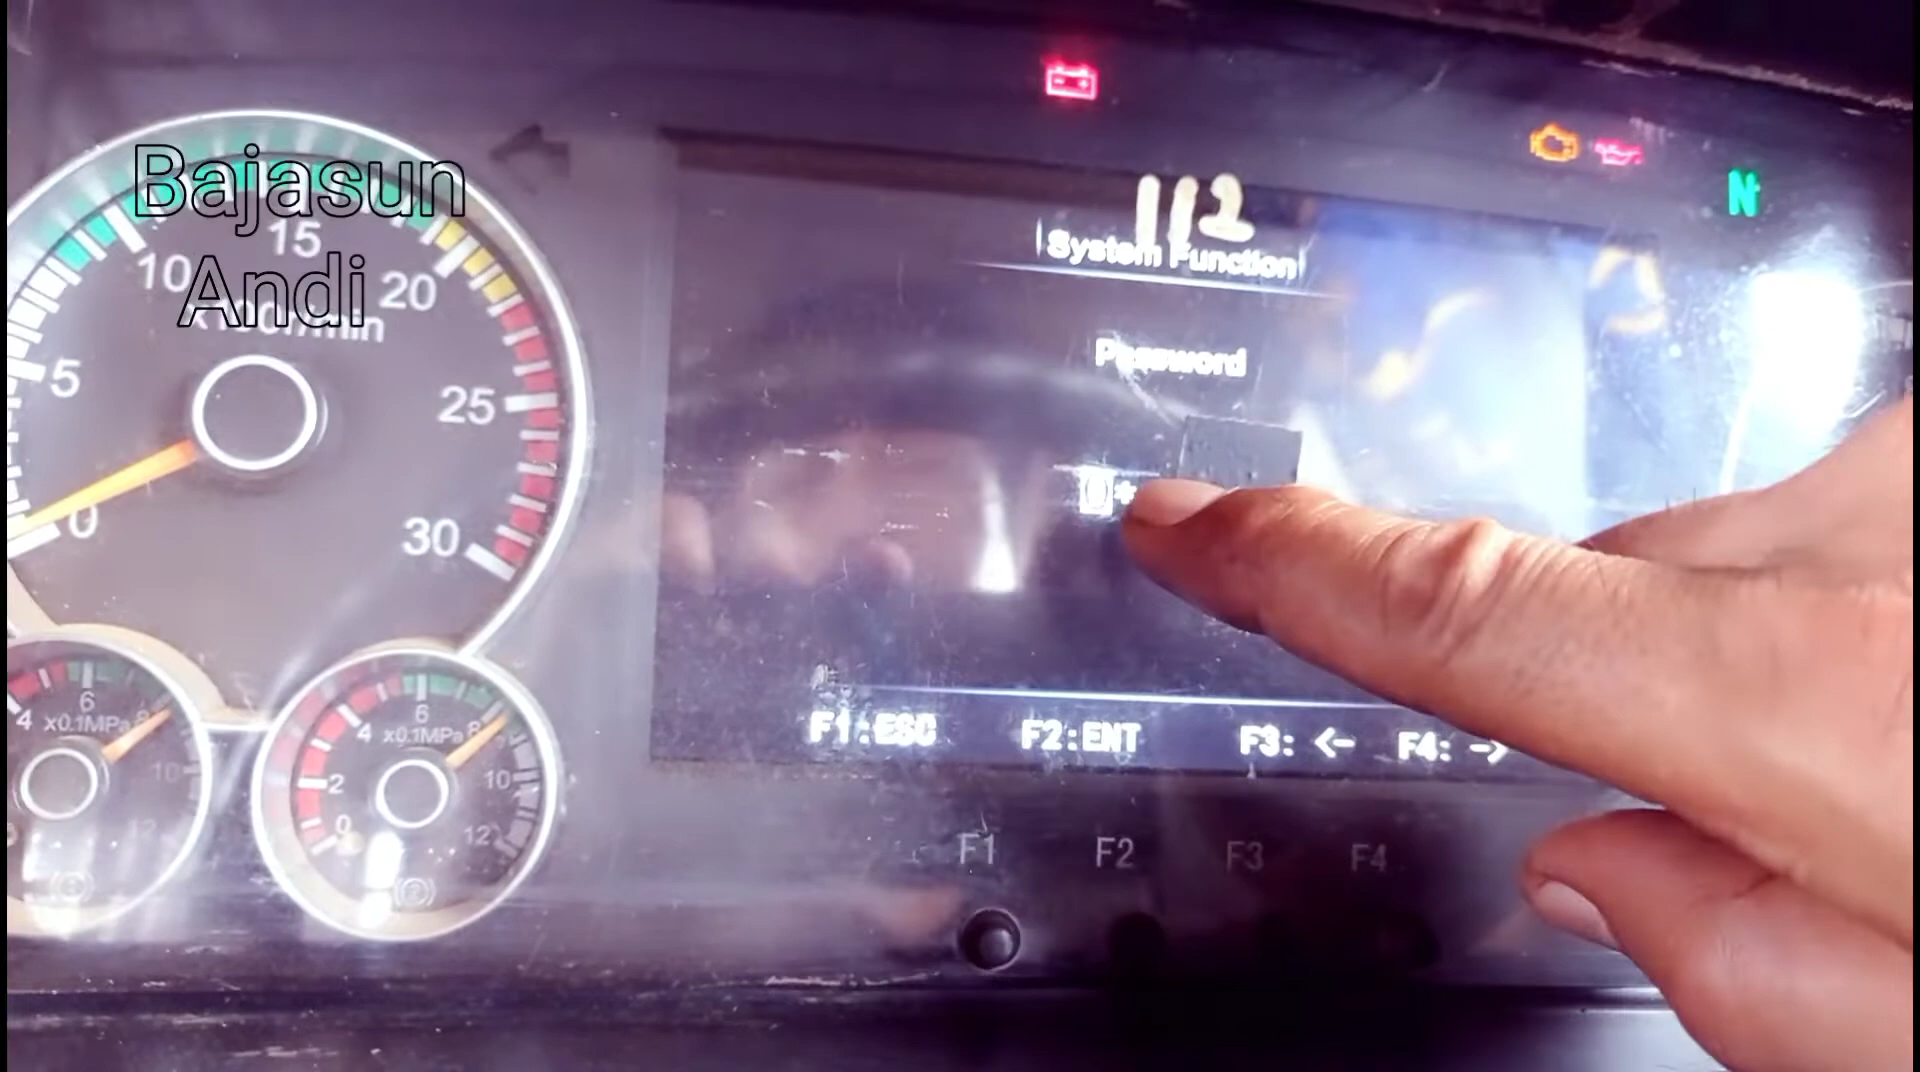 Bajasun
Andi
5
10
15
20
25
30
0
N
112
System Function
Password
F1:ESC
F2:ENT
F3: <-
F4: ->
F1
F2
F3
F4
4
6
8
x0.1MPa
10
12
0
2
4
6
8
x0.1MPa
10
12